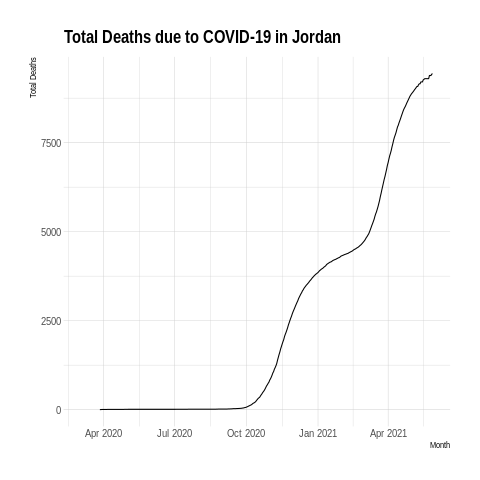 Total Deaths due to COVID-19 in Jordan
Total Deaths
7500
5000
2500
0
Apr 2020 Jul 2020 Oct 2020 Jan 2021 Apr 2021
Month